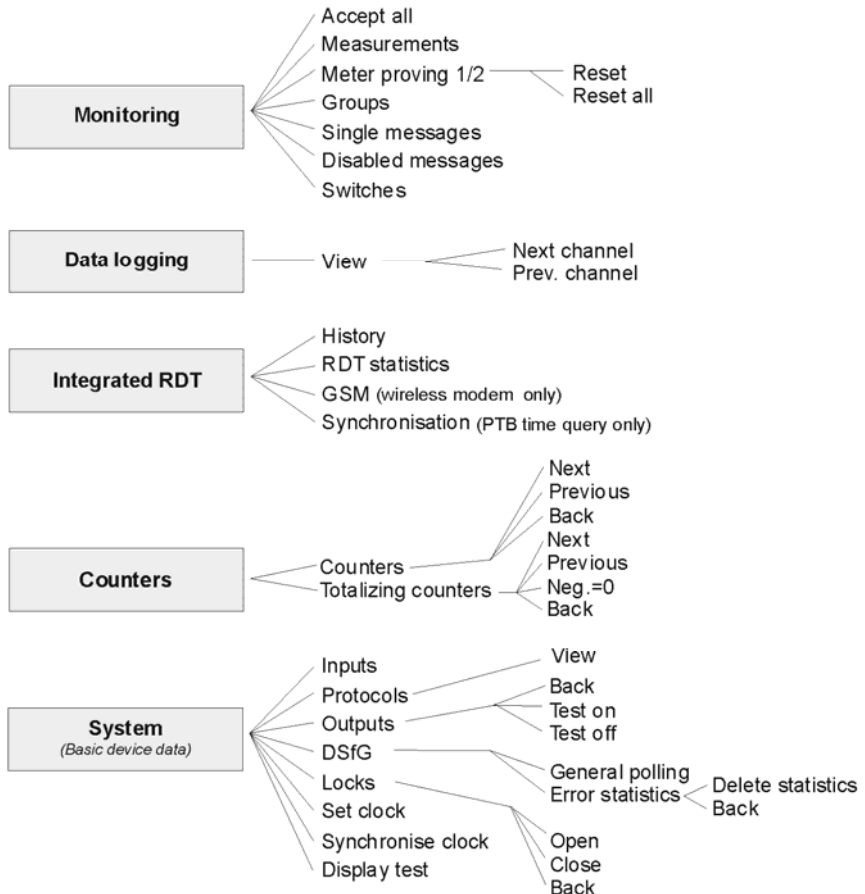 Accept all
Measurements
Meter proving 1/2
Reset
Reset all
Monitoring
Groups
Single messages
Disabled messages
Switches
Data logging
View
Next channel
Prev. channel
History
RDT statistics
Integrated RDT
GSM (wireless modem only)
Synchronisation (PTB time query only)
Next
Previous
Back
Next
Counters
Counters
Previous
Totalizing counters
Neg.=0
Back
Inputs
View
Protocols
Back
Outputs
Test on
Test off
System
(Basic device data)
DSfG
General polling
Error statistics
Delete statistics
Back
Locks
Set clock
Synchronise clock
Open
Close
Back
Display test